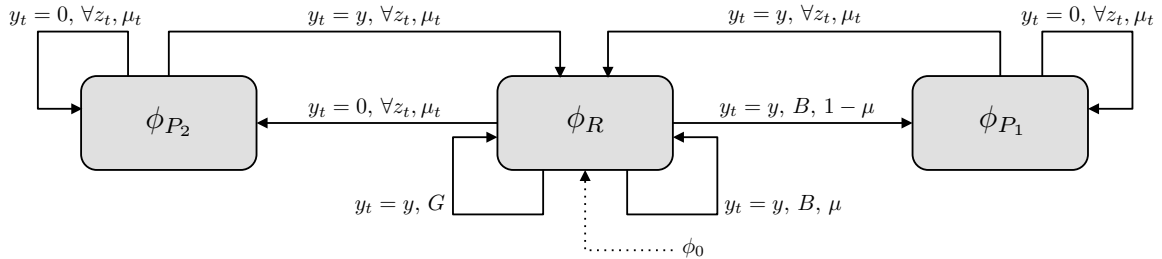 y_t = 0, ∀z_t, μ_t
y_t = y, ∀z_t, μ_t
y_t = y, ∀z_t, μ_t
y_t = 0, ∀z_t, μ_t
ϕ_{P_2}
y_t = 0, ∀z_t, μ_t
ϕ_R
y_t = y, B, 1 − μ
ϕ_{P_1}
y_t = y, G
y_t = y, B, μ
ϕ_0